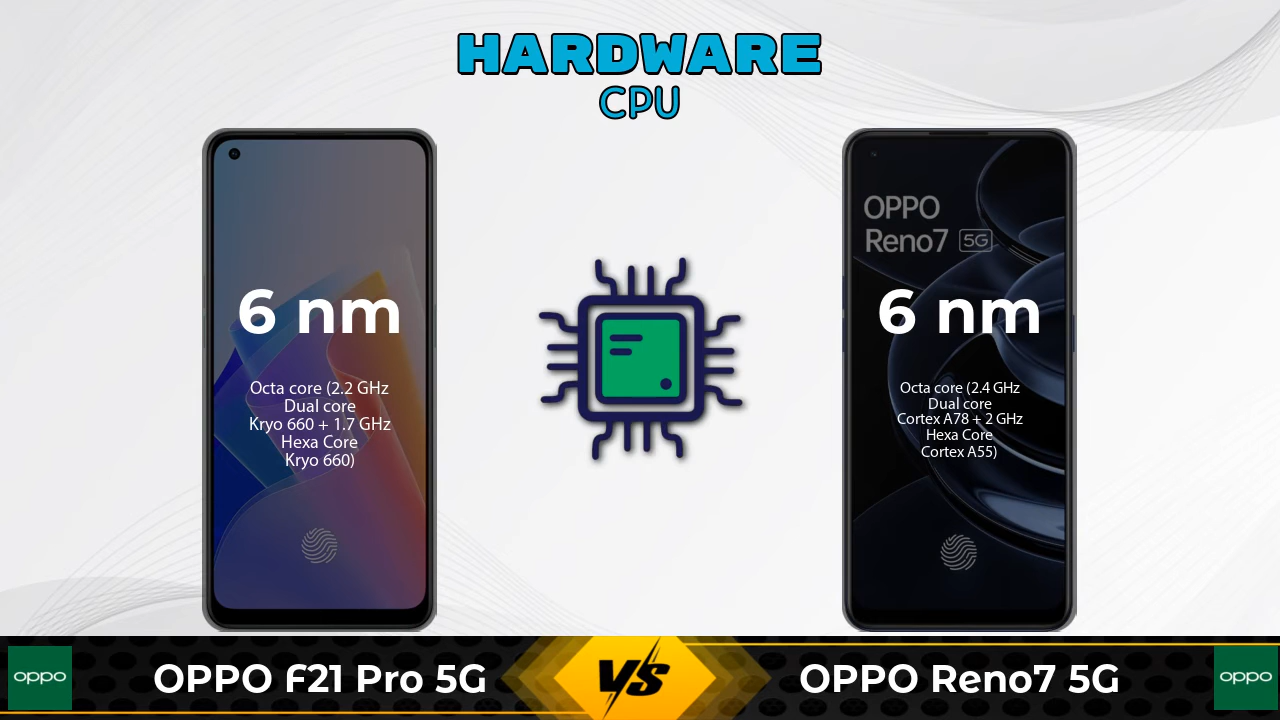 HARDWARE
CPU
6 nm
Octa core (2.2 GHz
Dual core
Kryo 660 + 1.7 GHz
Hexa Core
Kryo 660)
OPPO
Reno7 5G
6 nm
Octa core (2.4 GHz
Dual core
Cortex A78 + 2 GHz
Hexa Core
Cortex A55)
oppo
OPPO F21 Pro 5G
VS
OPPO Reno7 5G
oppo